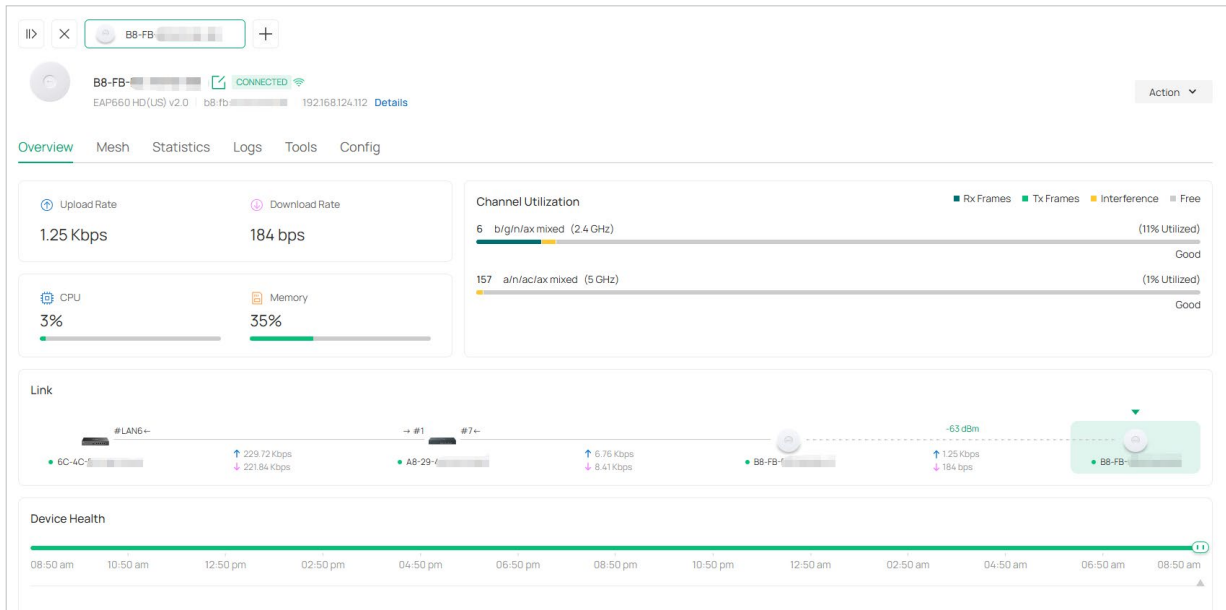 B8-FB-
B8-FB-
CONNECTED
EAP660 HD(US) v2.0 b8:fb: 192.168.124.112 Details
Action
Overview Mesh Statistics Logs Tools Config
Upload Rate Download Rate
1.25 Kbps 184 bps
CPU Memory
3% 35%
Channel Utilization Rx Frames Tx Frames Interference Free
6 b/g/n/ax mixed (2.4 GHz) (11% Utilized)
Good
157 a/n/ac/ax mixed (5 GHz) (1% Utilized)
Good
Link
#LAN6← → #1 #7← -63 dBm
↑ 229.72 Kbps ↑ 6.76 Kbps ↑ 1.25 Kbps
6C-4C- A8-29- B8-FB- B8-FB-
↓ 221.84 Kbps ↓ 8.41 Kbps ↓ 184 bps
Device Health
08:50 am 10:50 am 12:50 pm 02:50 pm 04:50 pm 06:50 pm 08:50 pm 10:50 pm 12:50 am 02:50 am 04:50 am 06:50 am 08:50 am